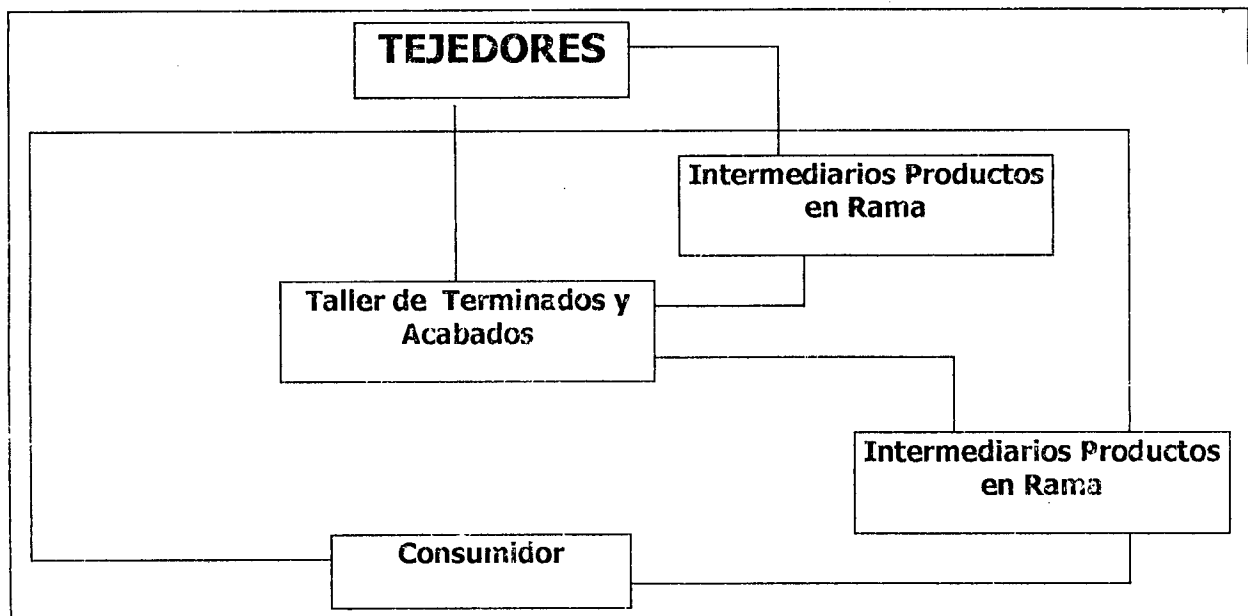 TEJEDORES
Intermediarios Productos
en Rama
Taller de Terminados y
Acabados
Intermediarios Productos
en Rama
Consumidor